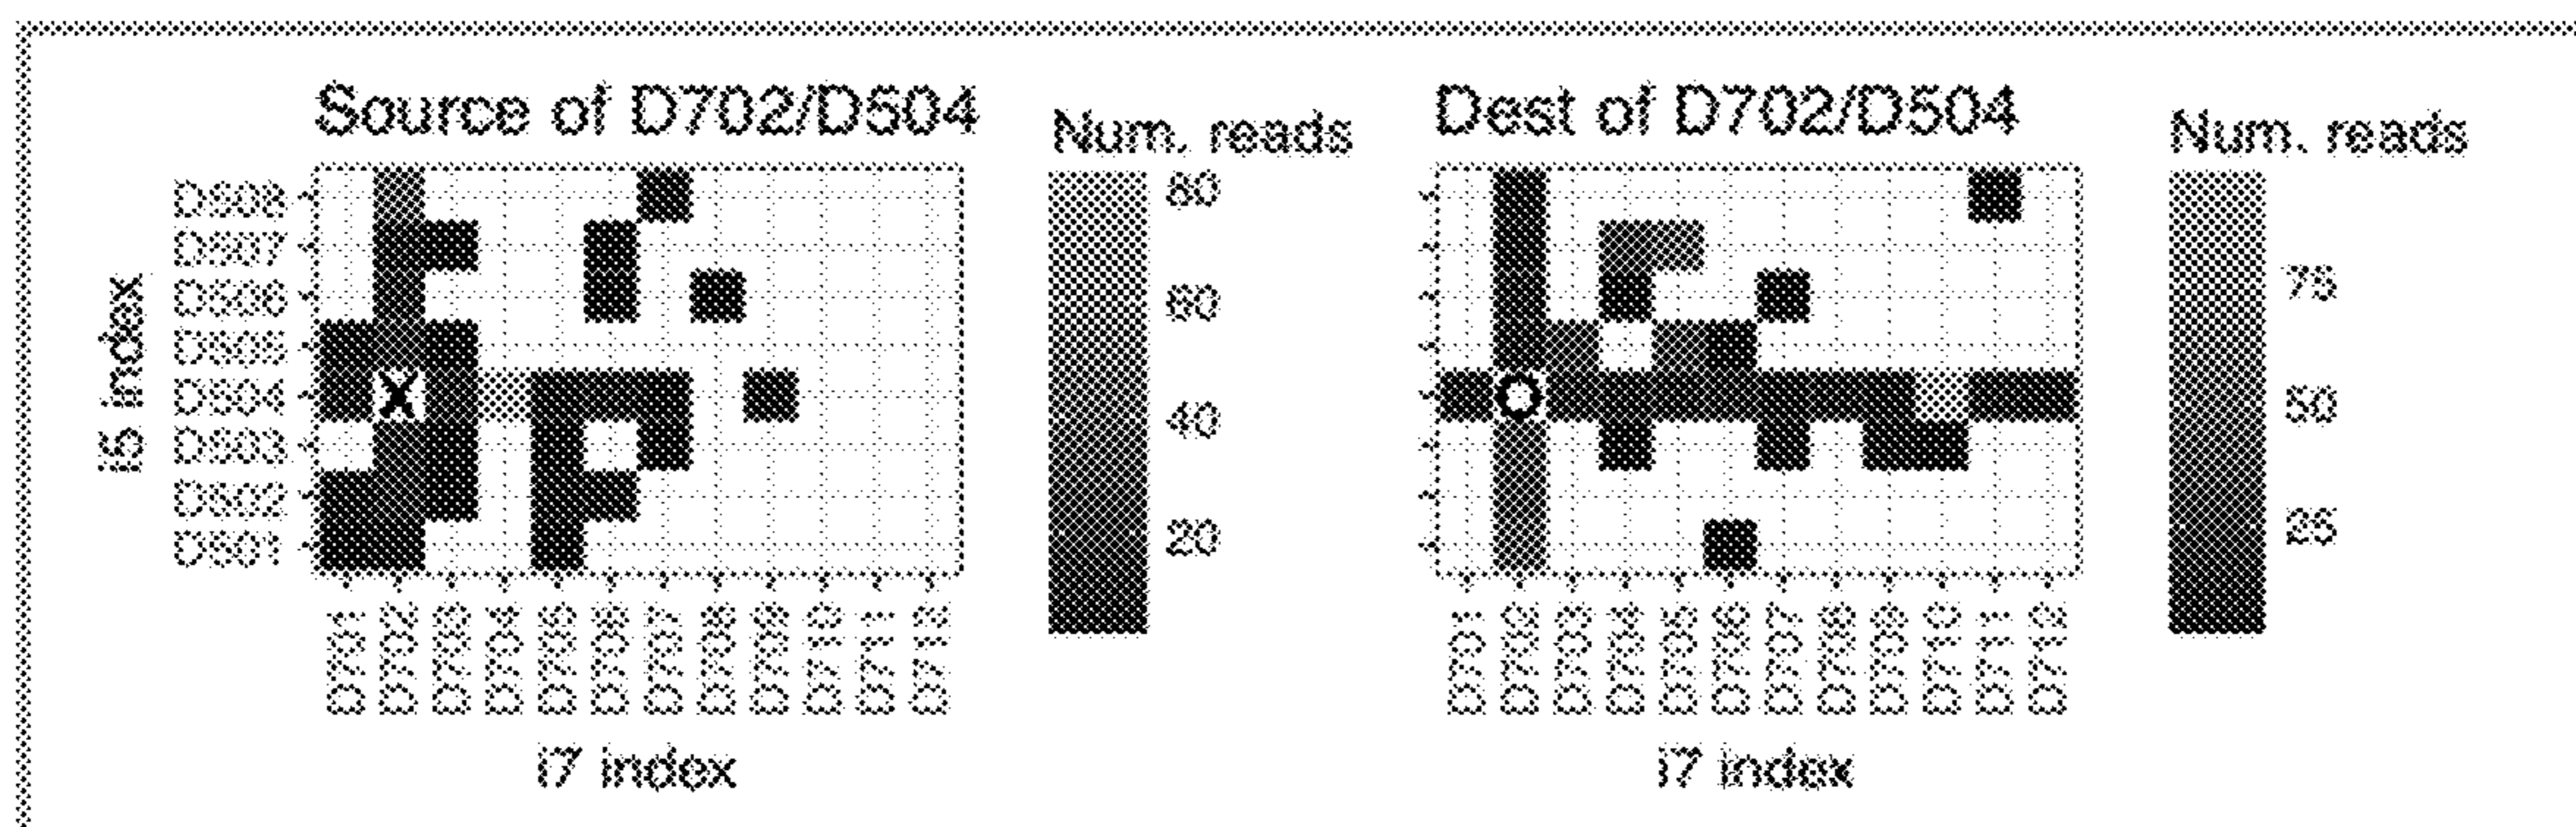 Source of D702/D504
Num. reads
80
60
40
20
i5 index
D508
D507
D506
D505
D504
X
D503
D502
D501
D701
D702
D703
D704
D705
D706
D707
D708
D709
D710
D711
D712
i7 index
Dest of D702/D504
Num. reads
75
50
25
O
D701
D702
D703
D704
D705
D706
D707
D708
D709
D710
D711
D712
i7 index